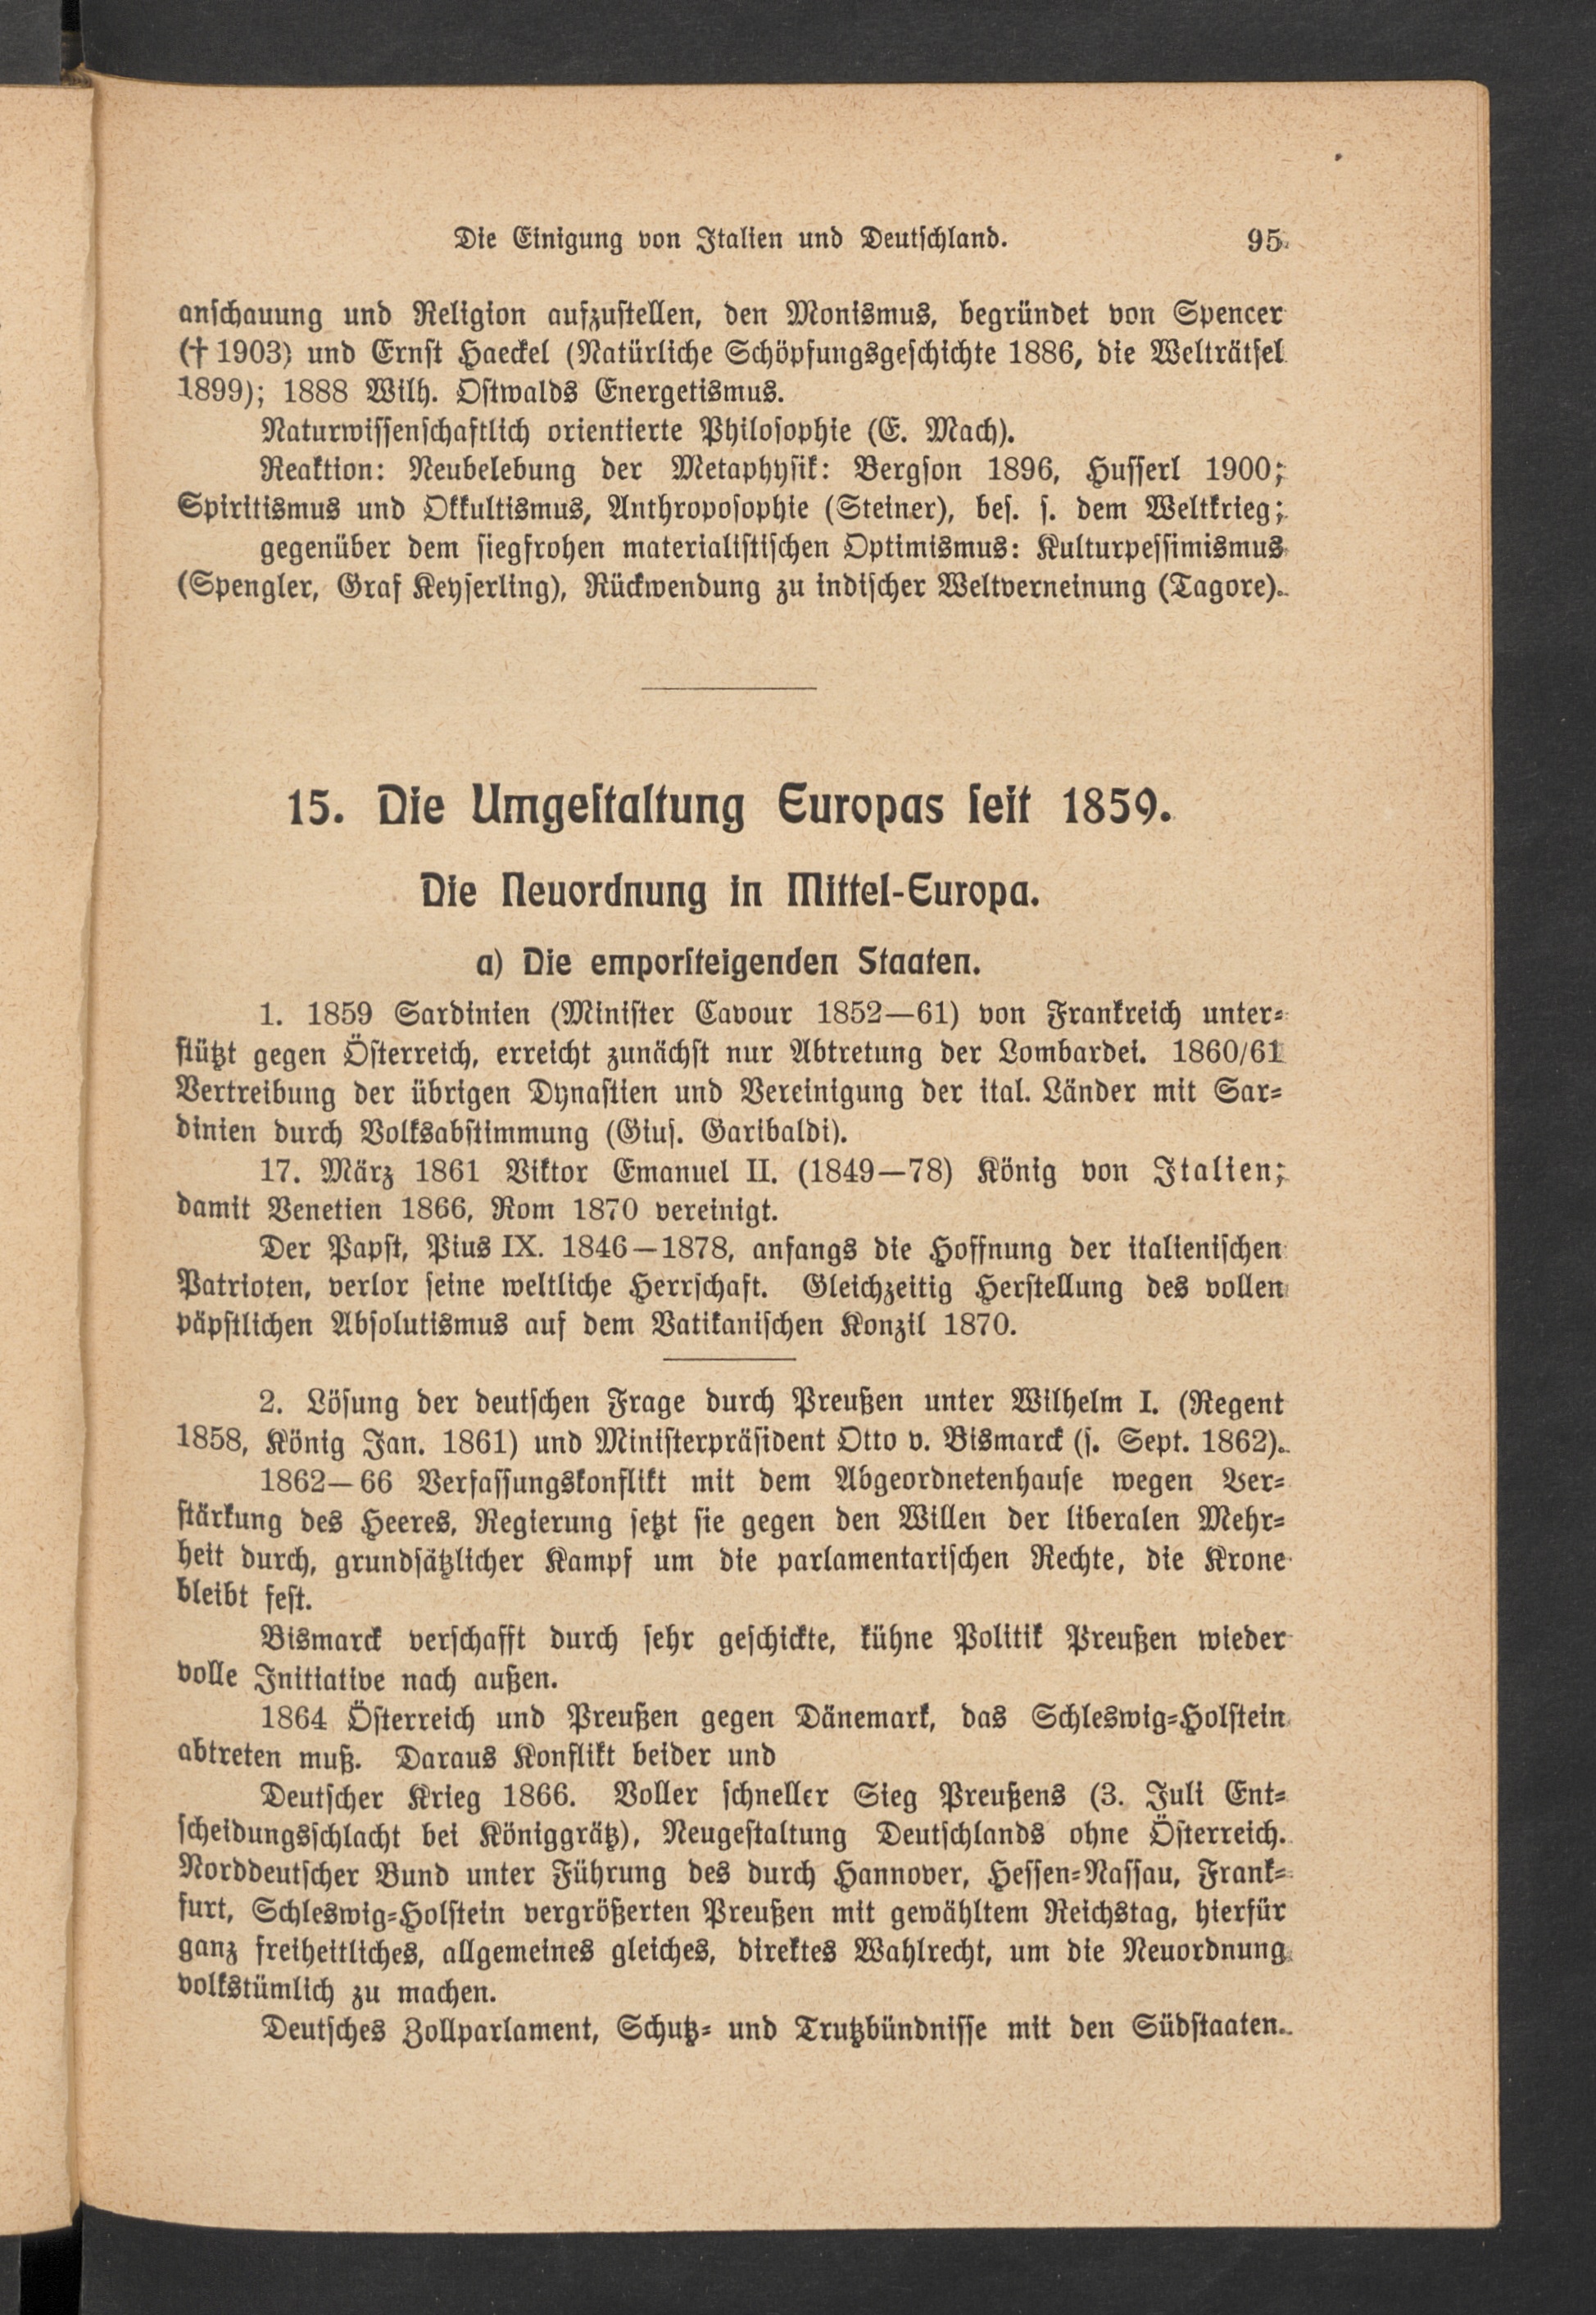 Die Einigung von Italien und Deutschland. 95
anschauung und Religion aufzustellen, den Monismus, begründet von Spencer
(† 1903) und Ernst Haeckel (Natürliche Schöpfungsgeschichte 1886, die Welträtsel
1899); 1888 Wilh. Ostwalds Energetismus.
Naturwissenschaftlich orientierte Philosophie (E. Mach).
Reaktion: Neubelebung der Metaphysik: Bergson 1896, Husserl 1900;
Spiritismus und Okkultismus, Anthroposophie (Steiner), bes. s. dem Weltkrieg;
gegenüber dem siegfrohen materialistischen Optimismus: Kulturpessimismus
(Spengler, Graf Keyserling), Rückwendung zu indischer Weltverneinung (Tagore).
15. Die Umgestaltung Europas seit 1859.
Die Neuordnung in Mittel-Europa.
a) Die emporsteigenden Staaten.
1. 1859 Sardinien (Minister Cavour 1852—61) von Frankreich unter-
stützt gegen Österreich, erreicht zunächst nur Abtretung der Lombardei. 1860/61
Vertreibung der übrigen Dynastien und Vereinigung der ital. Länder mit Sar-
dinien durch Volksabstimmung (Gius. Garibaldi).
17. März 1861 Viktor Emanuel II. (1849—78) König von Italien;
damit Venetien 1866, Rom 1870 vereinigt.
Der Papst, Pius IX. 1846—1878, anfangs die Hoffnung der italienischen
Patrioten, verlor seine weltliche Herrschaft. Gleichzeitig Herstellung des vollen
päpstlichen Absolutismus auf dem Vatikanischen Konzil 1870.
2. Lösung der deutschen Frage durch Preußen unter Wilhelm I. (Regent
1858, König Jan. 1861) und Ministerpräsident Otto v. Bismarck (s. Sept. 1862).
1862—66 Verfassungskonflikt mit dem Abgeordnetenhause wegen Ver-
stärkung des Heeres, Regierung setzt sie gegen den Willen der liberalen Mehr-
heit durch, grundsätzlicher Kampf um die parlamentarischen Rechte, die Krone
bleibt fest.
Bismarck verschafft durch sehr geschickte, kühne Politik Preußen wieder
volle Initiative nach außen.
1864 Österreich und Preußen gegen Dänemark, das Schleswig-Holstein
abtreten muß. Daraus Konflikt beider und
Deutscher Krieg 1866. Voller schneller Sieg Preußens (3. Juli Ent-
scheidungsschlacht bei Königgrätz), Neugestaltung Deutschlands ohne Österreich.
Norddeutscher Bund unter Führung des durch Hannover, Hessen-Nassau, Frank-
furt, Schleswig-Holstein vergrößerten Preußen mit gewähltem Reichstag, hierfür
ganz freiheitliches, allgemeines gleiches, direktes Wahlrecht, um die Neuordnung
volkstümlich zu machen.
Deutsches Zollparlament, Schutz- und Trutzbündnisse mit den Südstaaten.